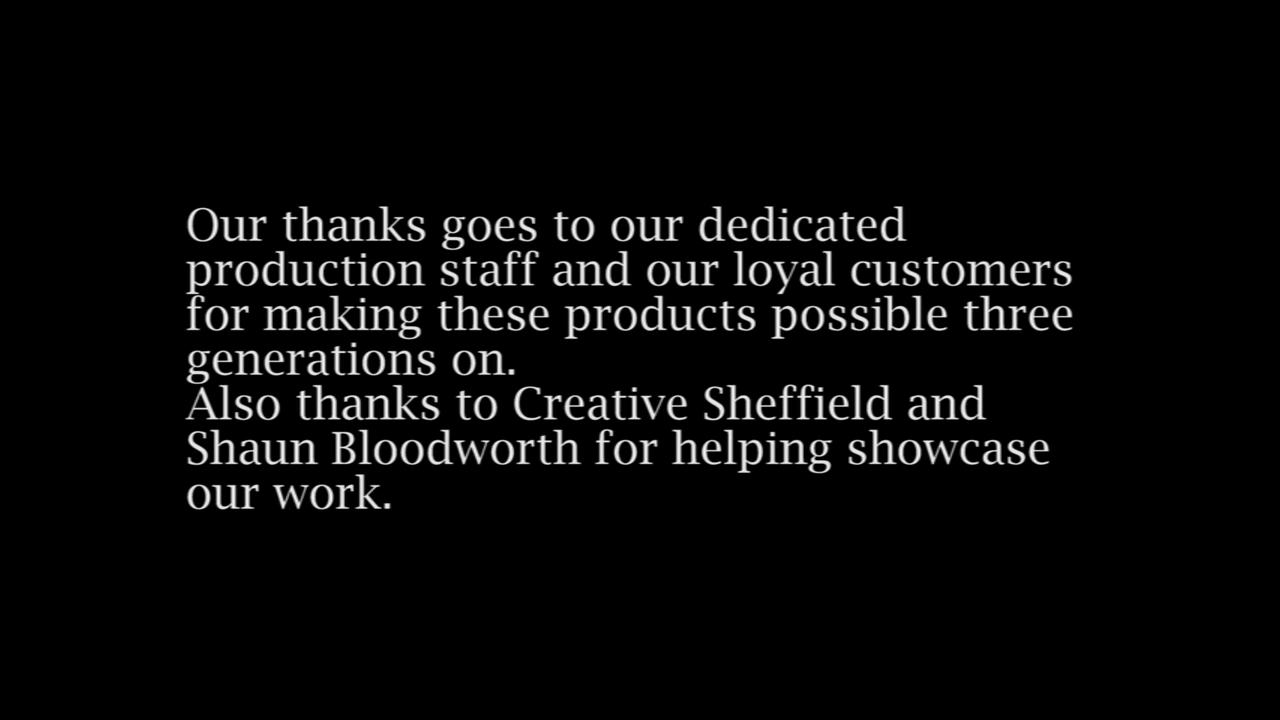 Our thanks goes to our dedicated
production staff and our loyal customers
for making these products possible three
generations on.
Also thanks to Creative Sheffield and
Shaun Bloodworth for helping showcase
our work.